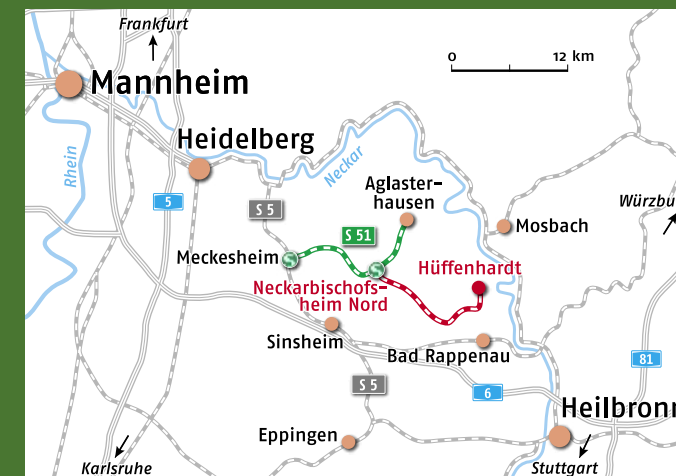 Frankfurt
0 12 km
Mannheim
Heidelberg
Rhein
Neckar
Aglaster-
hausen
5
S 5
Würzbu
Mosbach
S 51
Meckesheim
S
S
Hüffenhardt
Neckarbischofs-
heim Nord
Sinsheim
Bad Rappenau
81
S 5
6
Heilbronn
Eppingen
Karlsruhe
Stuttgart